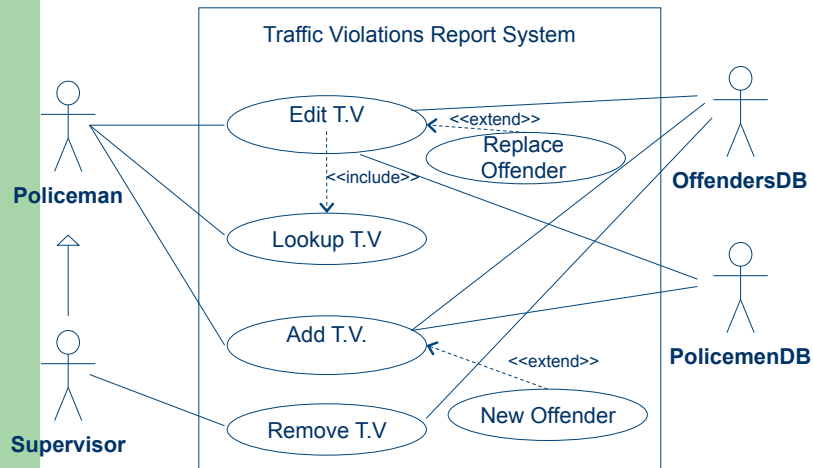 Traffic Violations Report System
Edit T.V
<<extend>>
Replace
Offender
<<include>>
Policeman
OffendersDB
Lookup T.V
Add T.V.
<<extend>>
PolicemenDB
New Offender
Remove T.V
Supervisor